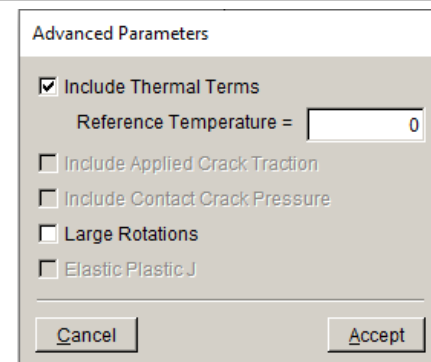 Advanced Parameters
Include Thermal Terms
Reference Temperature = 0
Include Applied Crack Traction
Include Contact Crack Pressure
Large Rotations
Elastic Plastic J
Cancel Accept